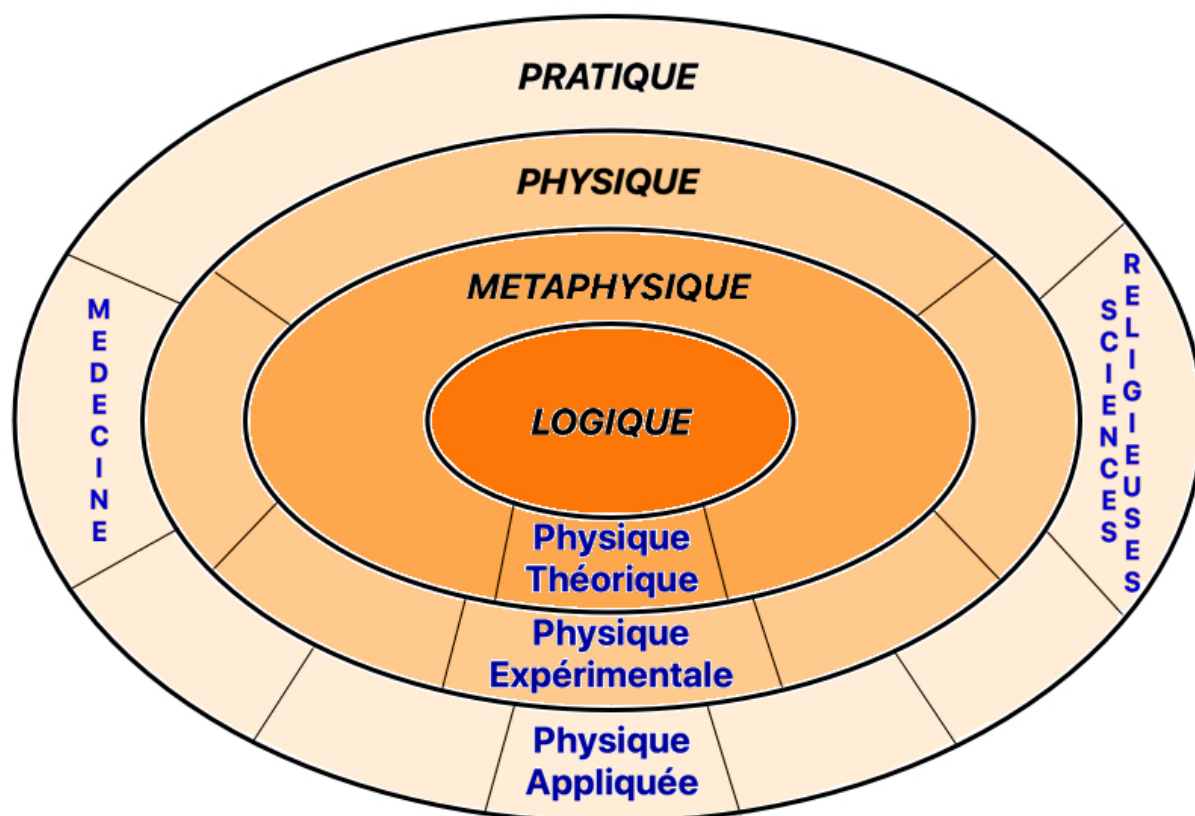 PRATIQUE
PHYSIQUE
METAPHYSIQUE
LOGIQUE
MEDECINE
SCIENCES
RELIGIEUSES
Physique
Théorique
Physique
Expérimentale
Physique
Appliquée